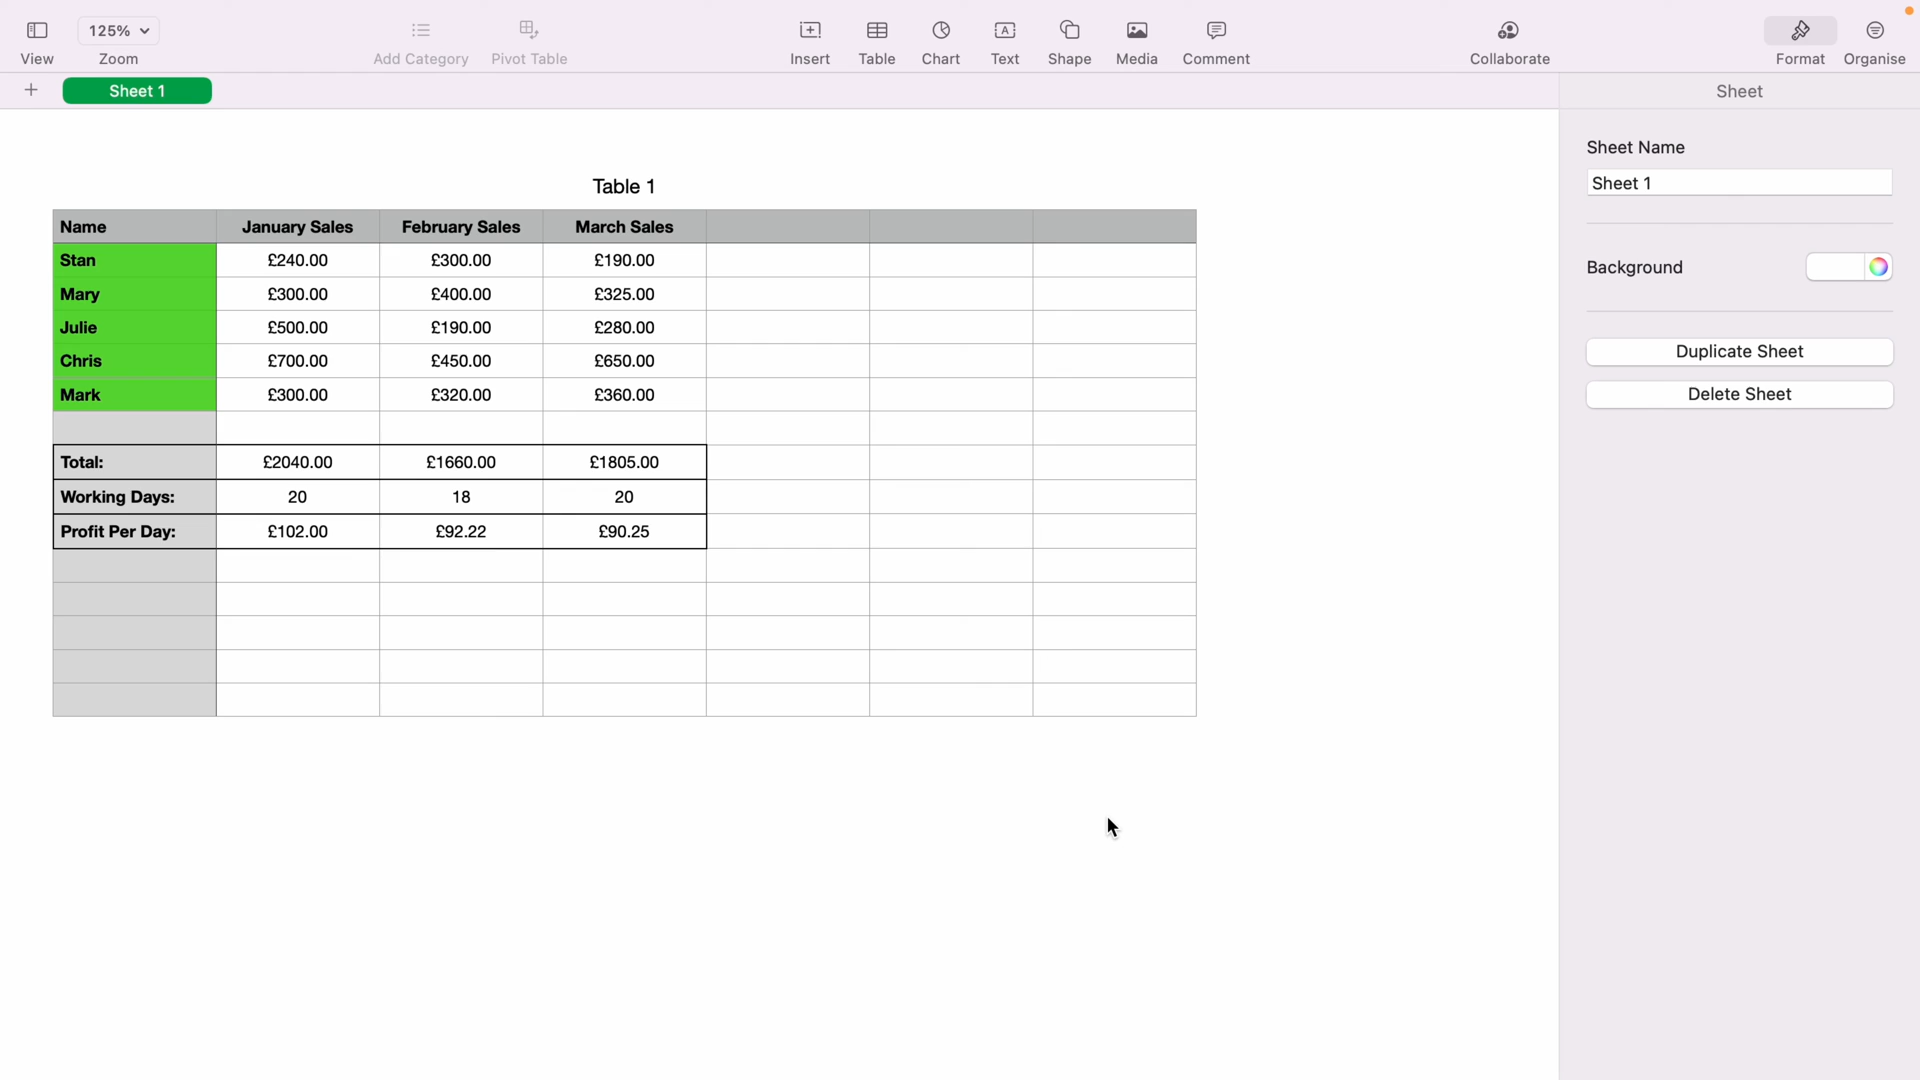 125%
View
Zoom
Add Category
Pivot Table
Insert
Table
Chart
Text
Shape
Media
Comment
Collaborate
Format
Organise
Sheet 1
Sheet
Sheet Name
Sheet 1
Background
Duplicate Sheet
Delete Sheet
Table 1
Name January Sales February Sales March Sales
Stan £240.00 £300.00 £190.00
Mary £300.00 £400.00 £325.00
Julie £500.00 £190.00 £280.00
Chris £700.00 £450.00 £650.00
Mark £300.00 £320.00 £360.00
Total: £2040.00 £1660.00 £1805.00
Working Days: 20 18 20
Profit Per Day: £102.00 £92.22 £90.25